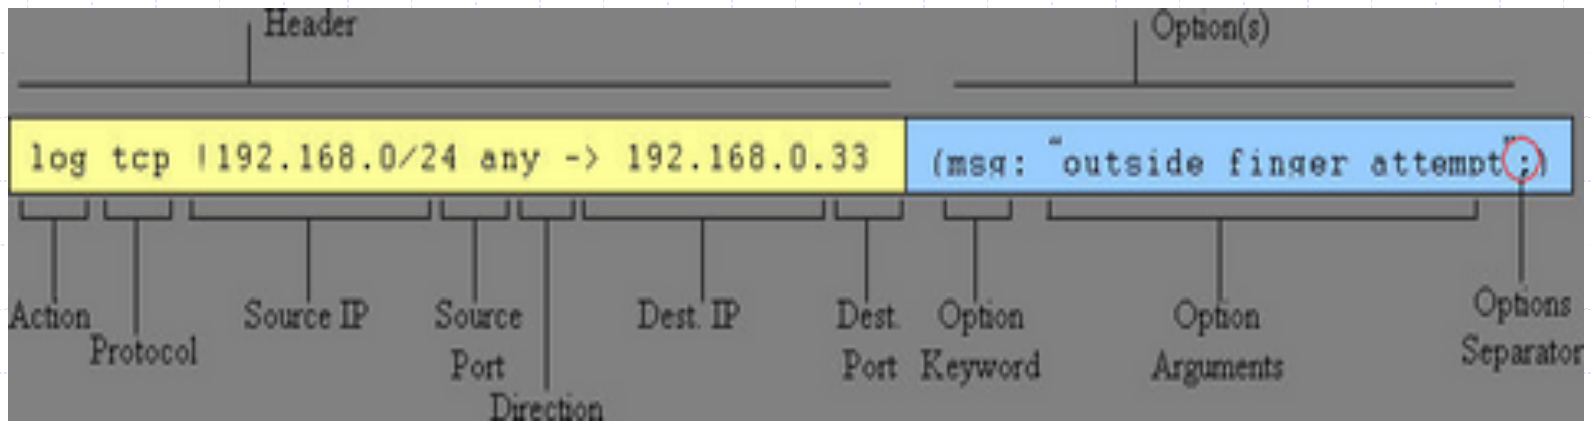 Header Option(s)
log tcp !192.168.0/24 any -> 192.168.0.33 (msg: "outside finger attempt";)
Action Source IP Source Dest. IP Dest. Option Option Options
Protocol Port Port Keyword Arguments Separator
Direction